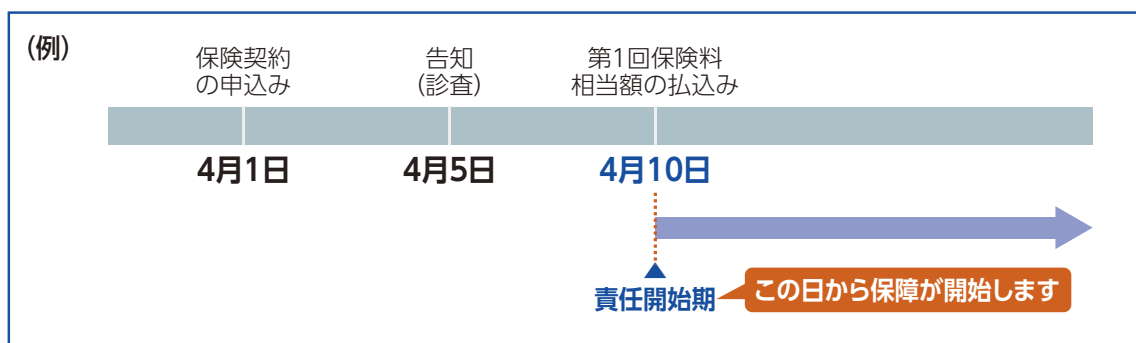 (例)
保険契約
の申込み
告知
(診査)
第1回保険料
相当額の払込み
4月1日
4月5日
4月10日
責任開始期
この日から保障が開始します